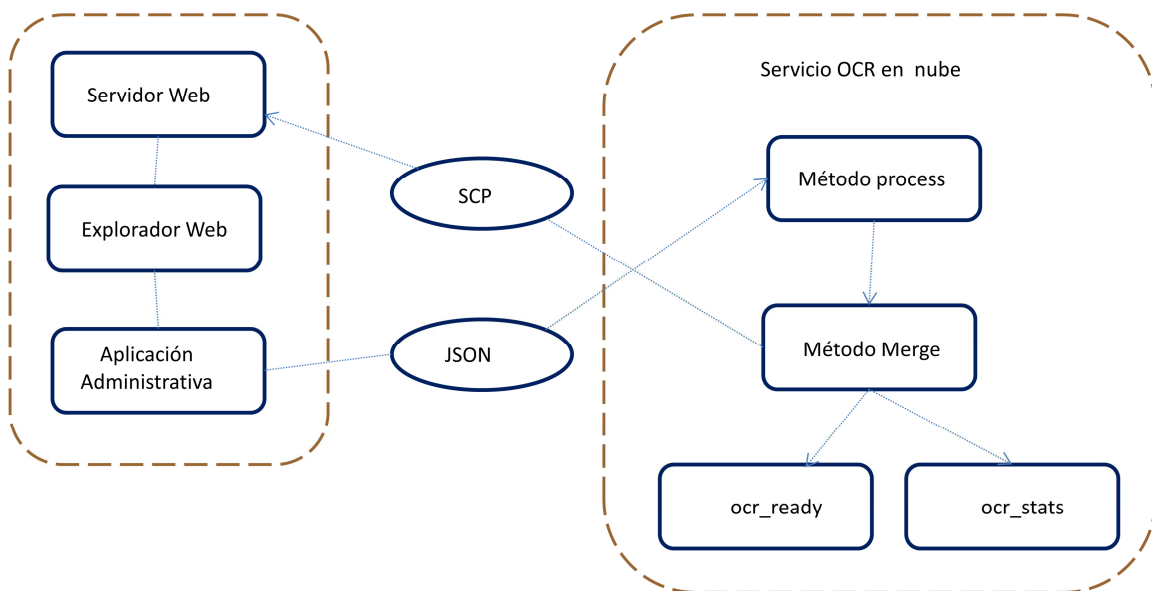 Servidor Web
Explorador Web
Aplicación
Administrativa
SCP
JSON
Servicio OCR en nube
Método process
Método Merge
ocr_ready
ocr_stats